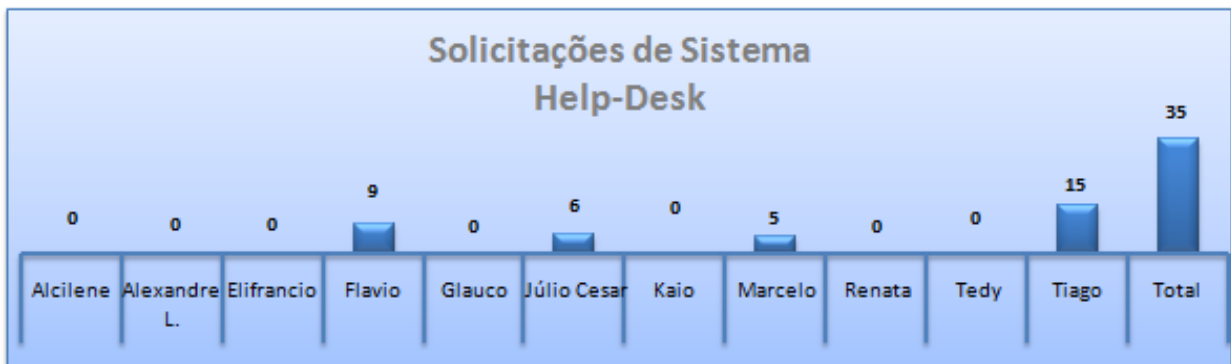 Solicitações de Sistema
Help-Desk
0 0 0 9 0 6 0 5 0 0 15 35
Alcilene Alexandre L. Elifrancio Flavio Glauco Júlio Cesar Kaio Marcelo Renata Tedy Tiago Total